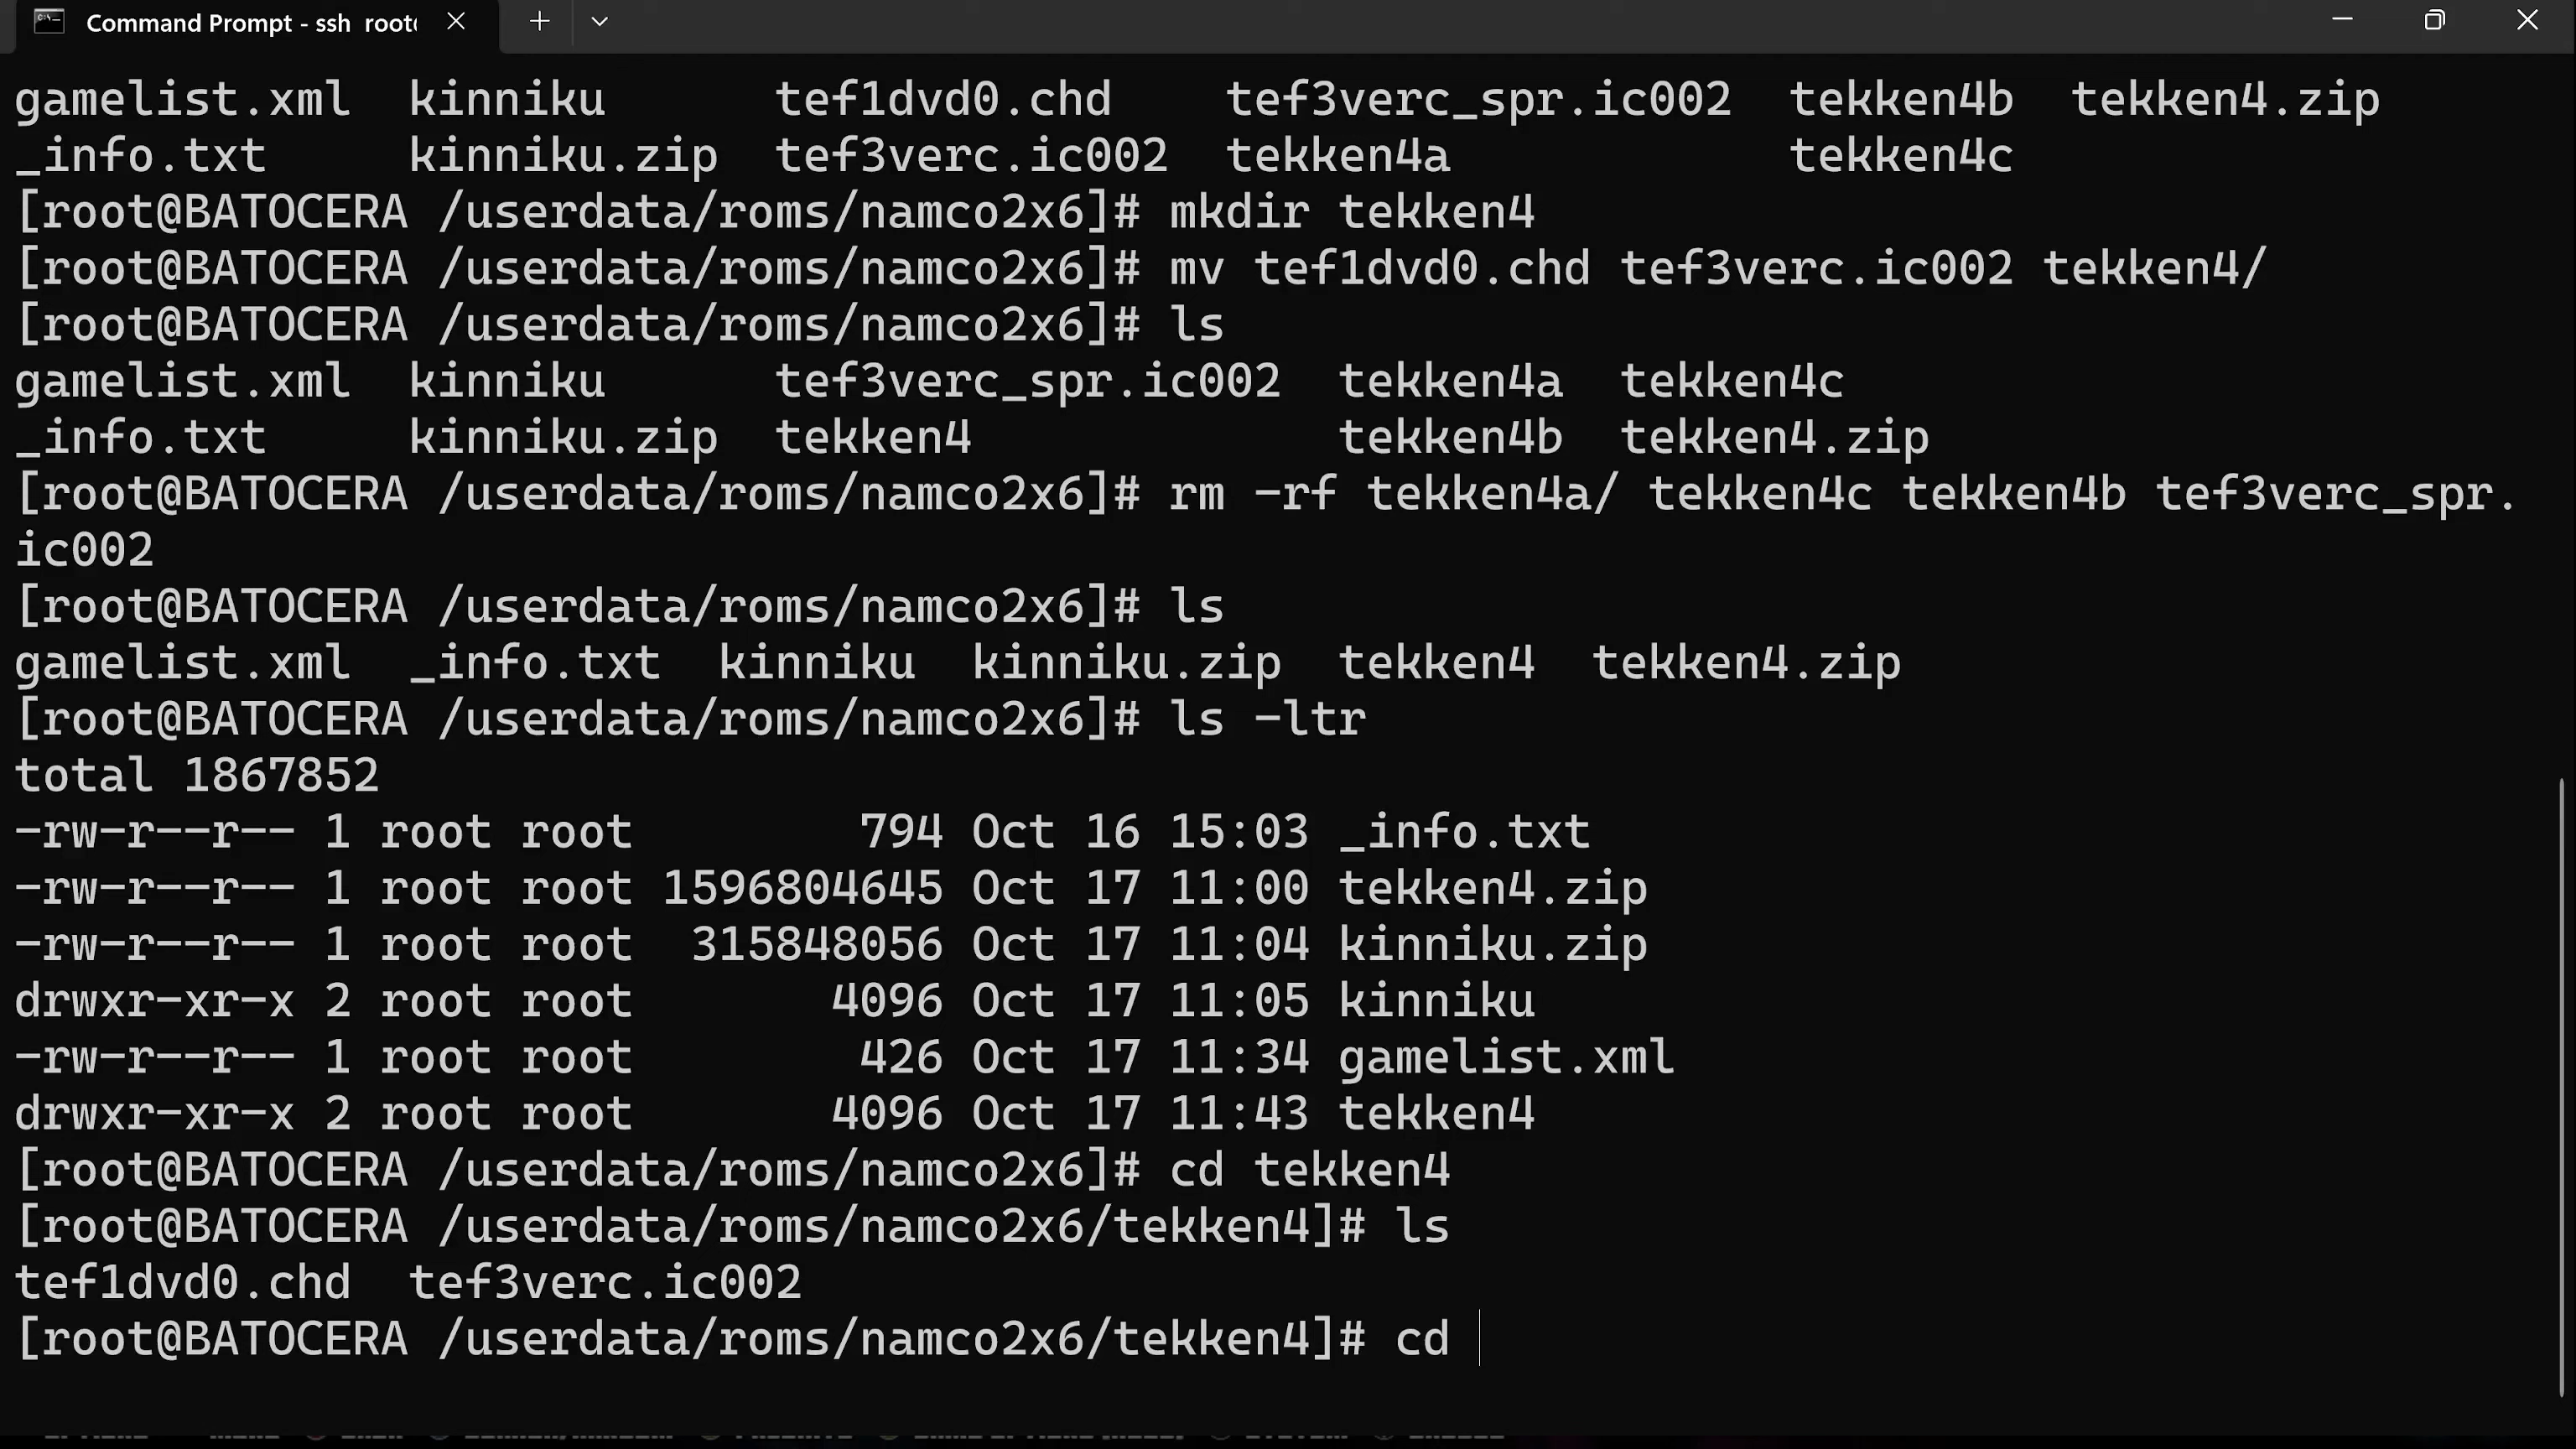 Command Prompt - ssh root
gamelist.xml  kinniku      tef1dvd0.chd    tef3verc_spr.ic002  tekken4b  tekken4.zip
_info.txt     kinniku.zip  tef3verc.ic002  tekken4a            tekken4c
[root@BATOCERA /userdata/roms/namco2x6]# mkdir tekken4
[root@BATOCERA /userdata/roms/namco2x6]# mv tef1dvd0.chd tef3verc.ic002 tekken4/
[root@BATOCERA /userdata/roms/namco2x6]# ls
gamelist.xml  kinniku      tef3verc_spr.ic002  tekken4a  tekken4c
_info.txt     kinniku.zip  tekken4             tekken4b  tekken4.zip
[root@BATOCERA /userdata/roms/namco2x6]# rm -rf tekken4a/ tekken4c tekken4b tef3verc_spr.
ic002
[root@BATOCERA /userdata/roms/namco2x6]# ls
gamelist.xml  _info.txt  kinniku  kinniku.zip  tekken4  tekken4.zip
[root@BATOCERA /userdata/roms/namco2x6]# ls -ltr
total 1867852
-rw-r--r-- 1 root root        794 Oct 16 15:03 _info.txt
-rw-r--r-- 1 root root 1596804645 Oct 17 11:00 tekken4.zip
-rw-r--r-- 1 root root  315848056 Oct 17 11:04 kinniku.zip
drwxr-xr-x 2 root root       4096 Oct 17 11:05 kinniku
-rw-r--r-- 1 root root        426 Oct 17 11:34 gamelist.xml
drwxr-xr-x 2 root root       4096 Oct 17 11:43 tekken4
[root@BATOCERA /userdata/roms/namco2x6]# cd tekken4
[root@BATOCERA /userdata/roms/namco2x6/tekken4]# ls
tef1dvd0.chd  tef3verc.ic002
[root@BATOCERA /userdata/roms/namco2x6/tekken4]# cd